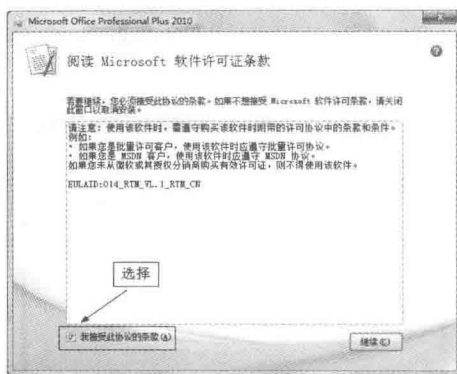 Microsoft Office Professional Plus 2010
阅读 Microsoft 软件许可证条款
若要继续，您必须接受此协议的条款。如果不想接受 Microsoft 软件许可条款，请关闭
此窗口以取消安装。
请注意：使用该软件时，需遵守购买该软件时附带的许可协议中的条款和条件。
例如：
• 如果您是批量许可客户，使用该软件时应遵守批量许可协议。
• 如果您是 MSDN 客户，使用该软件时应遵守 MSDN 协议。
如果您未从微软或其授权分销商购买有效许可证，则不得使用该软件。
EULAID:O14_RTM_VL.1_RTM_CN
选择
我接受此协议的条款(A)
继续(C)